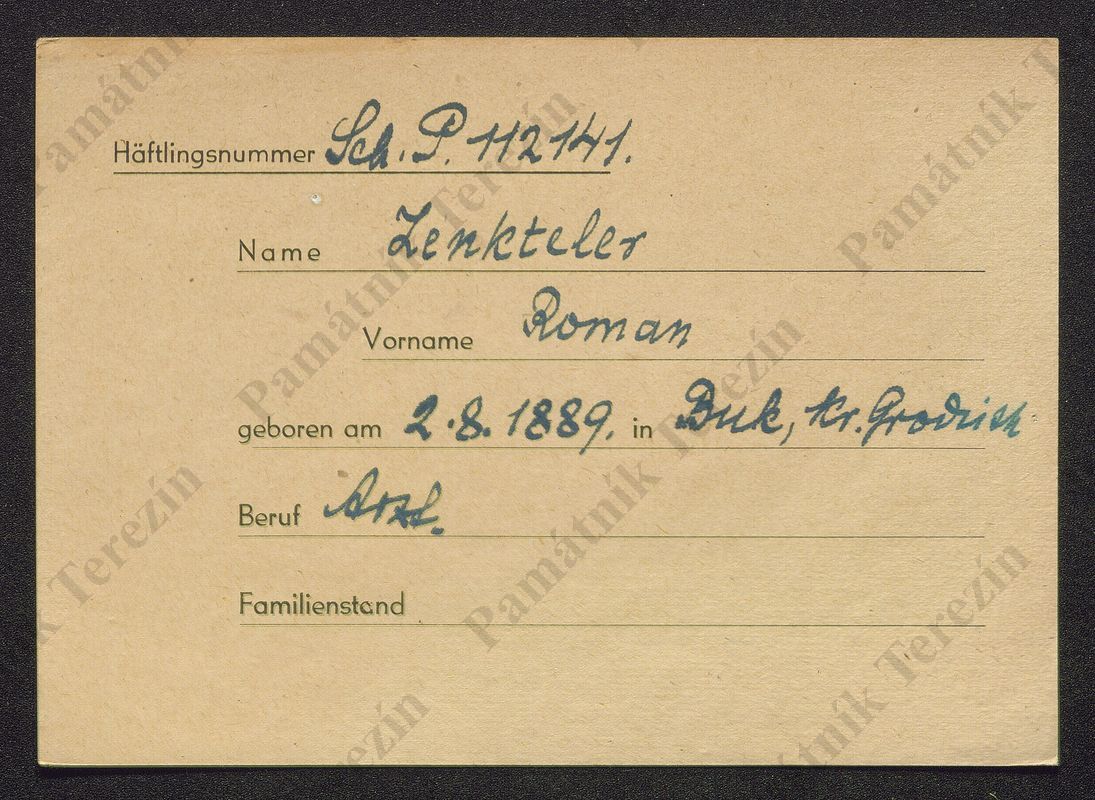 Häftlingsnummer Sch. P. 112141.
Name Zenkteler
Vorname Roman
geboren am 2.8.1889. in Buk, Kr. Grodzisk
Beruf Arzt.
Familienstand
Památník Terezín